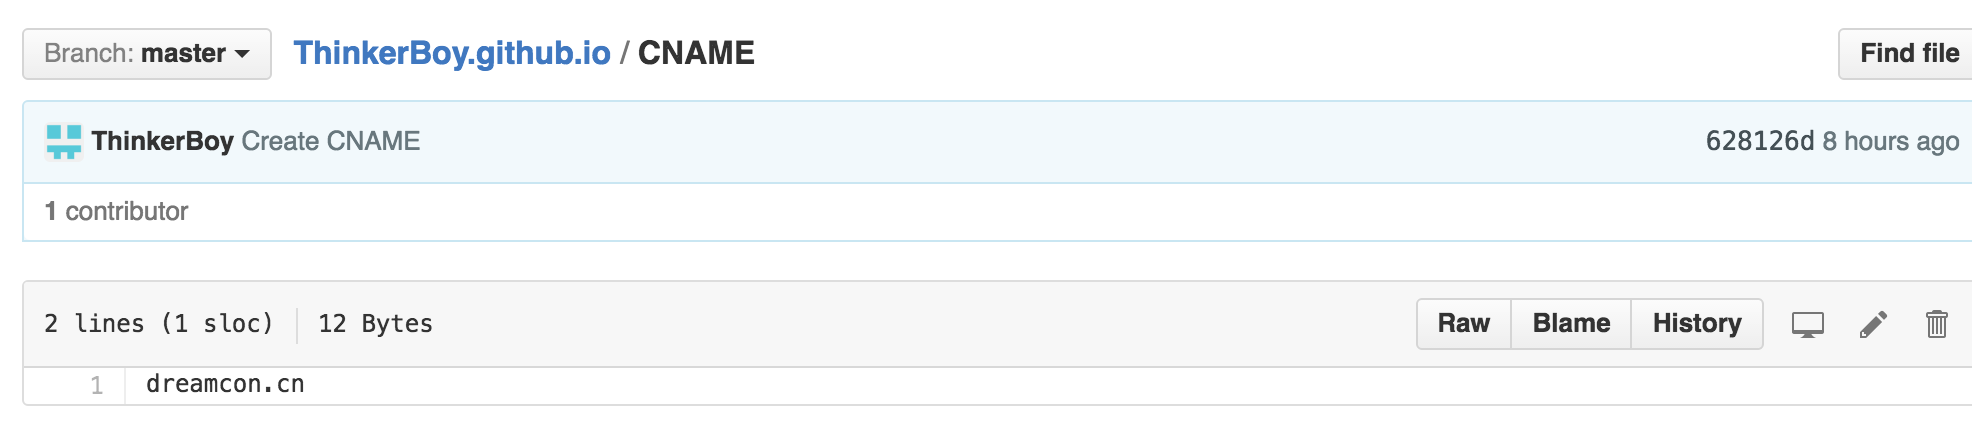 Branch: master ThinkerBoy.github.io / CNAME Find file
ThinkerBoy Create CNAME 628126d 8 hours ago
1 contributor
2 lines (1 sloc) 12 Bytes Raw Blame History
1 dreamcon.cn